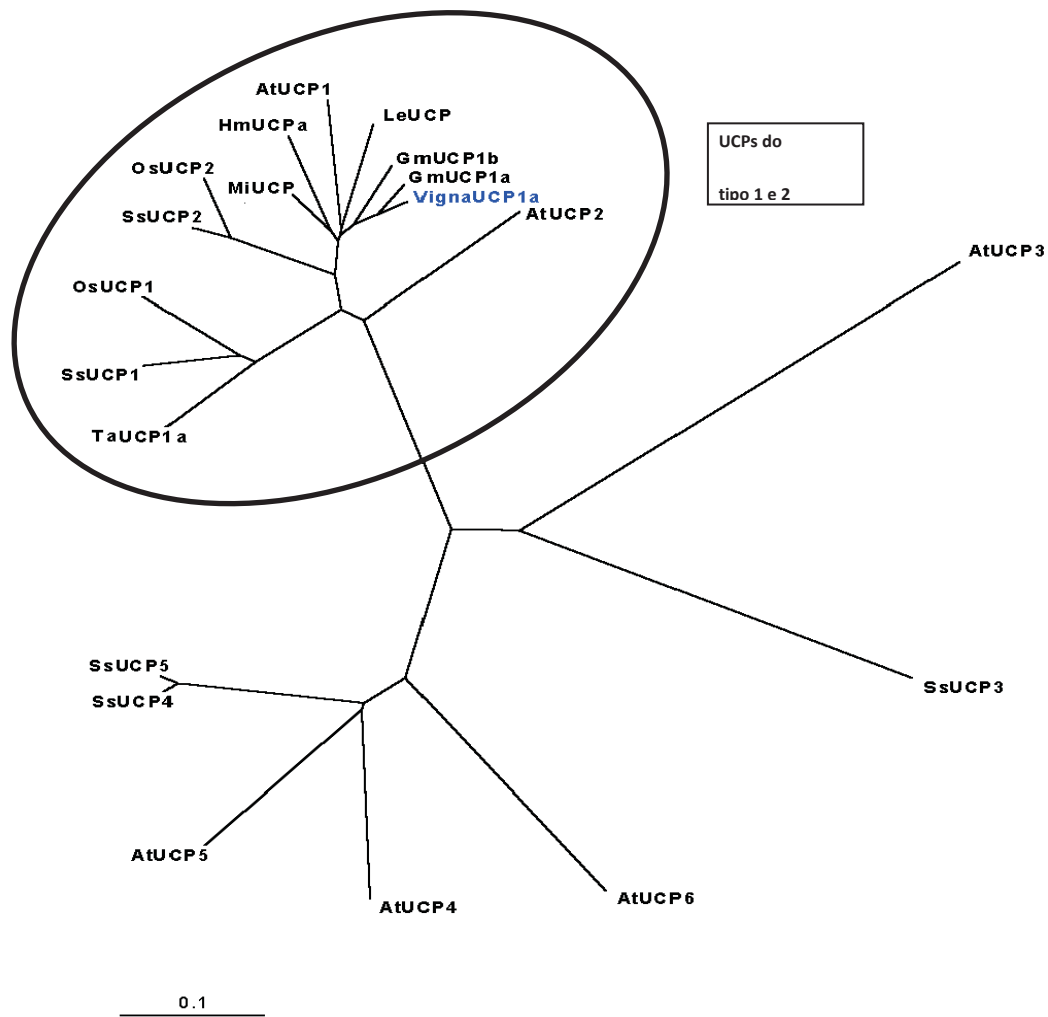 AtUCP1
LeUCP
HmUCPa
GmUCP1b
OsUCP2
GmUCP1a
MiUCP
VignaUCP1a
SsUCP2
AtUCP2
UCPs do
tipo 1 e 2
AtUCP3
OsUCP1
SsUCP1
TaUCP1a
SsUCP5
SsUCP4
SsUCP3
AtUCP5
AtUCP4
AtUCP6
0.1